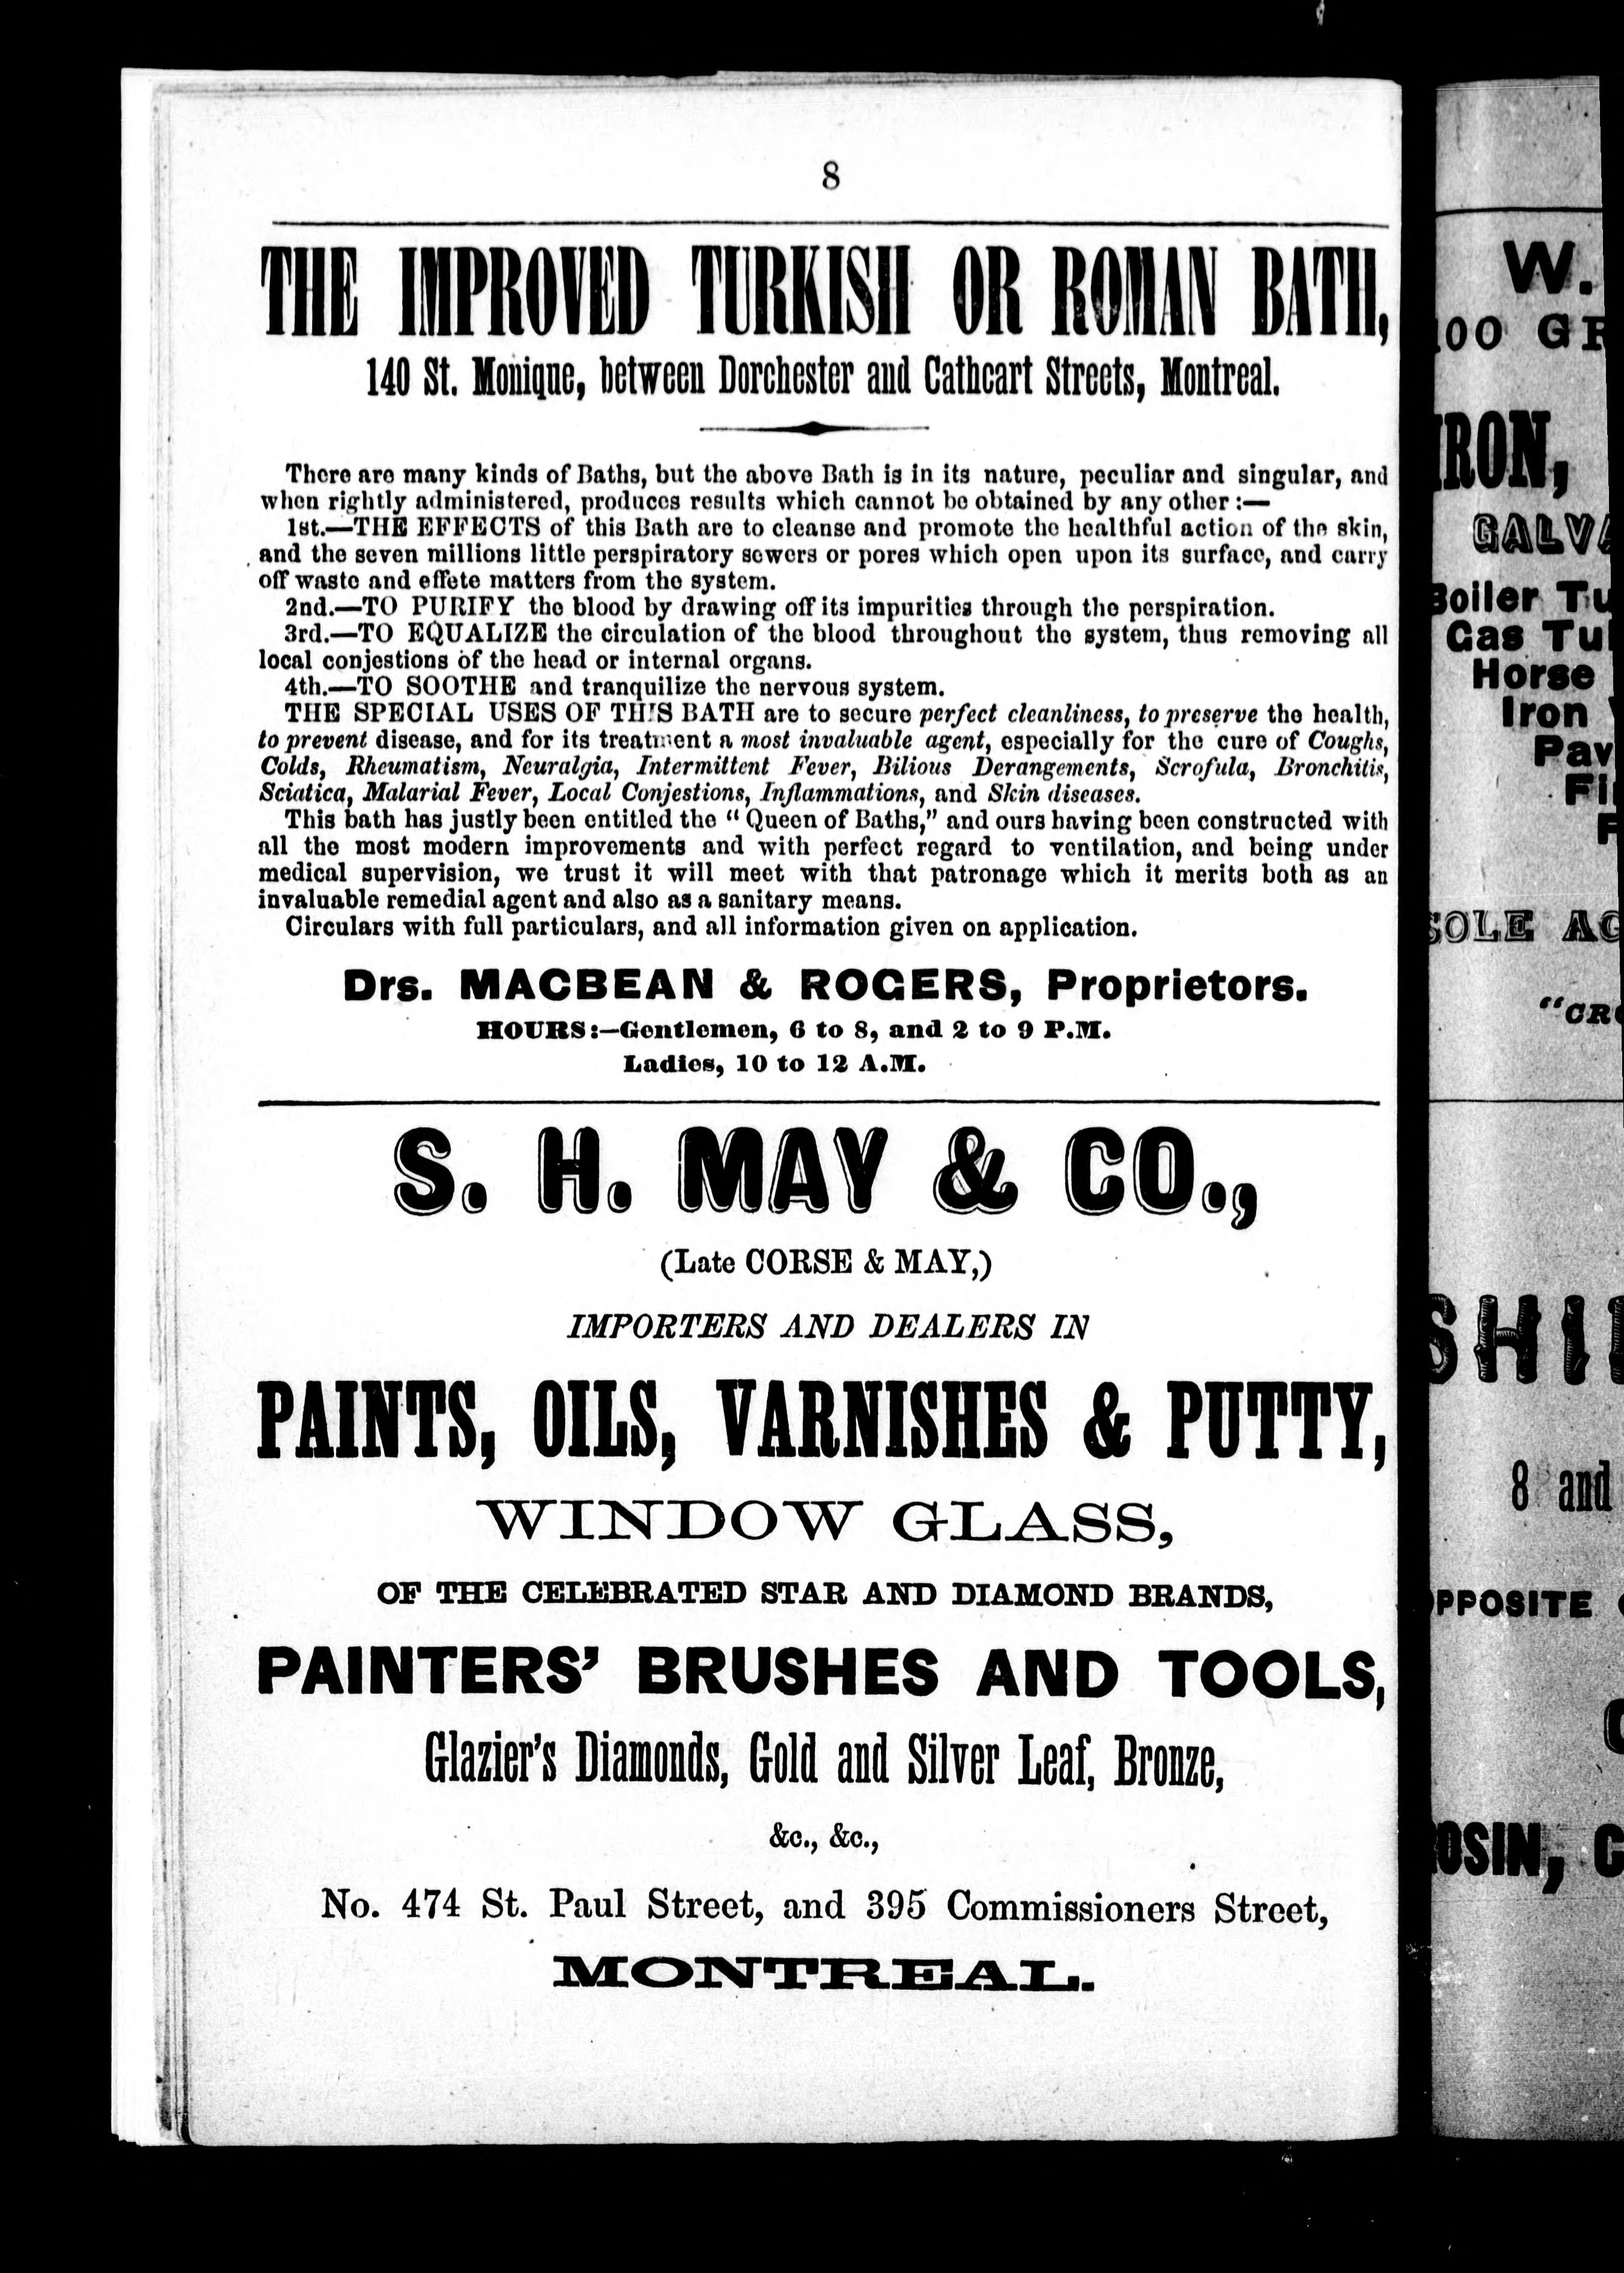 8
THE IMPROVED TURKISH OR ROMAN BATH,
140 St. Monique, between Dorchester and Cathcart Streets, Montreal.
There are many kinds of Baths, but the above Bath is in its nature, peculiar and singular, and
when rightly administered, produces results which cannot be obtained by any other :—
1st.—THE EFFECTS of this Bath are to cleanse and promote the healthful action of the skin,
and the seven millions little perspiratory sewers or pores which open upon its surface, and carry
off waste and effete matters from the system.
2nd.—TO PURIFY the blood by drawing off its impurities through the perspiration.
3rd.—TO EQUALIZE the circulation of the blood throughout the system, thus removing all
local conjestions of the head or internal organs.
4th.—TO SOOTHE and tranquilize the nervous system.
THE SPECIAL USES OF THIS BATH are to secure perfect cleanliness, to preserve the health,
to prevent disease, and for its treatment a most invaluable agent, especially for the cure of Coughs,
Colds, Rheumatism, Neuralgia, Intermittent Fever, Bilious Derangements, Scrofula, Bronchitis,
Sciatica, Malarial Fever, Local Conjestions, Inflammations, and Skin diseases.
This bath has justly been entitled the “ Queen of Baths,” and ours having been constructed with
all the most modern improvements and with perfect regard to ventilation, and being under
medical supervision, we trust it will meet with that patronage which it merits both as an
invaluable remedial agent and also as a sanitary means.
Circulars with full particulars, and all information given on application.
Drs. MACBEAN & ROGERS, Proprietors.
HOURS:—Gentlemen, 6 to 8, and 2 to 9 P.M.
Ladies, 10 to 12 A.M.
S. H. MAY & CO.,
(Late CORSE & MAY,)
IMPORTERS AND DEALERS IN
PAINTS, OILS, VARNISHES & PUTTY,
WINDOW GLASS,
OF THE CELEBRATED STAR AND DIAMOND BRANDS,
PAINTERS’ BRUSHES AND TOOLS,
Glazier's Diamonds, Gold and Silver Leaf, Bronze,
&c., &c.,
No. 474 St. Paul Street, and 395 Commissioners Street,
MONTREAL.
W.
00 GR
IRON,
GALVA
Boiler Tu
Gas Tu
Horse
Iron
Pav
Fi
SOLE AG
"CR
SHI
8 and
OPPOSITE
OSIN, C